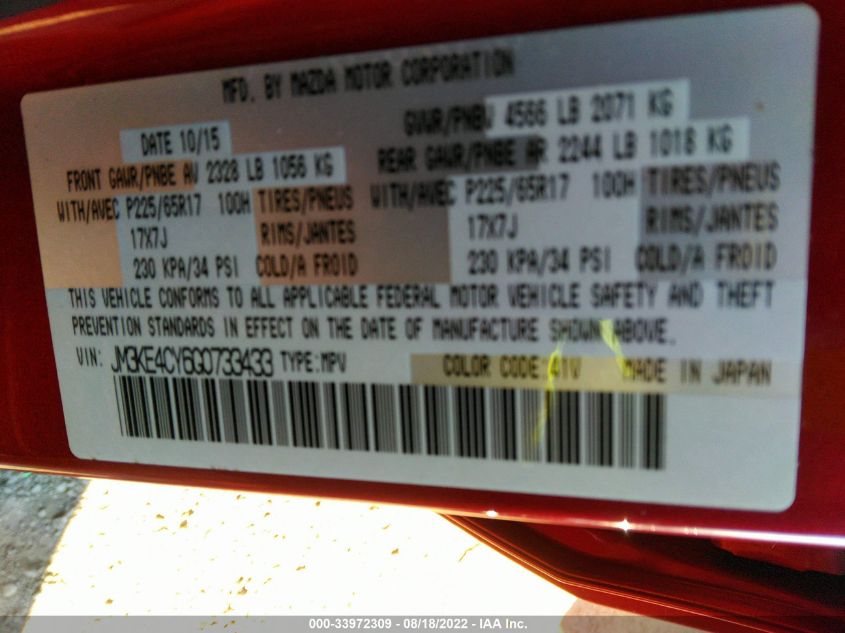 MFD. BY MAZDA MOTOR CORPORATION
DATE 10/15
GVWR/PNBV 4566 LB 2071 KG
FRONT GAWR/PNBE AV 2328 LB 1056 KG
REAR GAWR/PNBE AR 2244 LB 1018 KG
WITH/AVEC P225/65R17 100H TIRES/PNEUS
WITH/AVEC P225/65R17 100H TIRES/PNEUS
17X7J RIMS/JANTES
17X7J RIMS/JANTES
230 KPA/34 PSI COLD/A FROID
230 KPA/34 PSI COLD/A FROID
THIS VEHICLE CONFORMS TO ALL APPLICABLE FEDERAL MOTOR VEHICLE SAFETY AND THEFT
PREVENTION STANDARDS IN EFFECT ON THE DATE OF MANUFACTURE SHOWN ABOVE.
VIN: JM3KE4CY6G0733433 TYPE:MPV COLOR CODE:41V MADE IN JAPAN
000-33972309 - 08/18/2022 - IAA Inc.